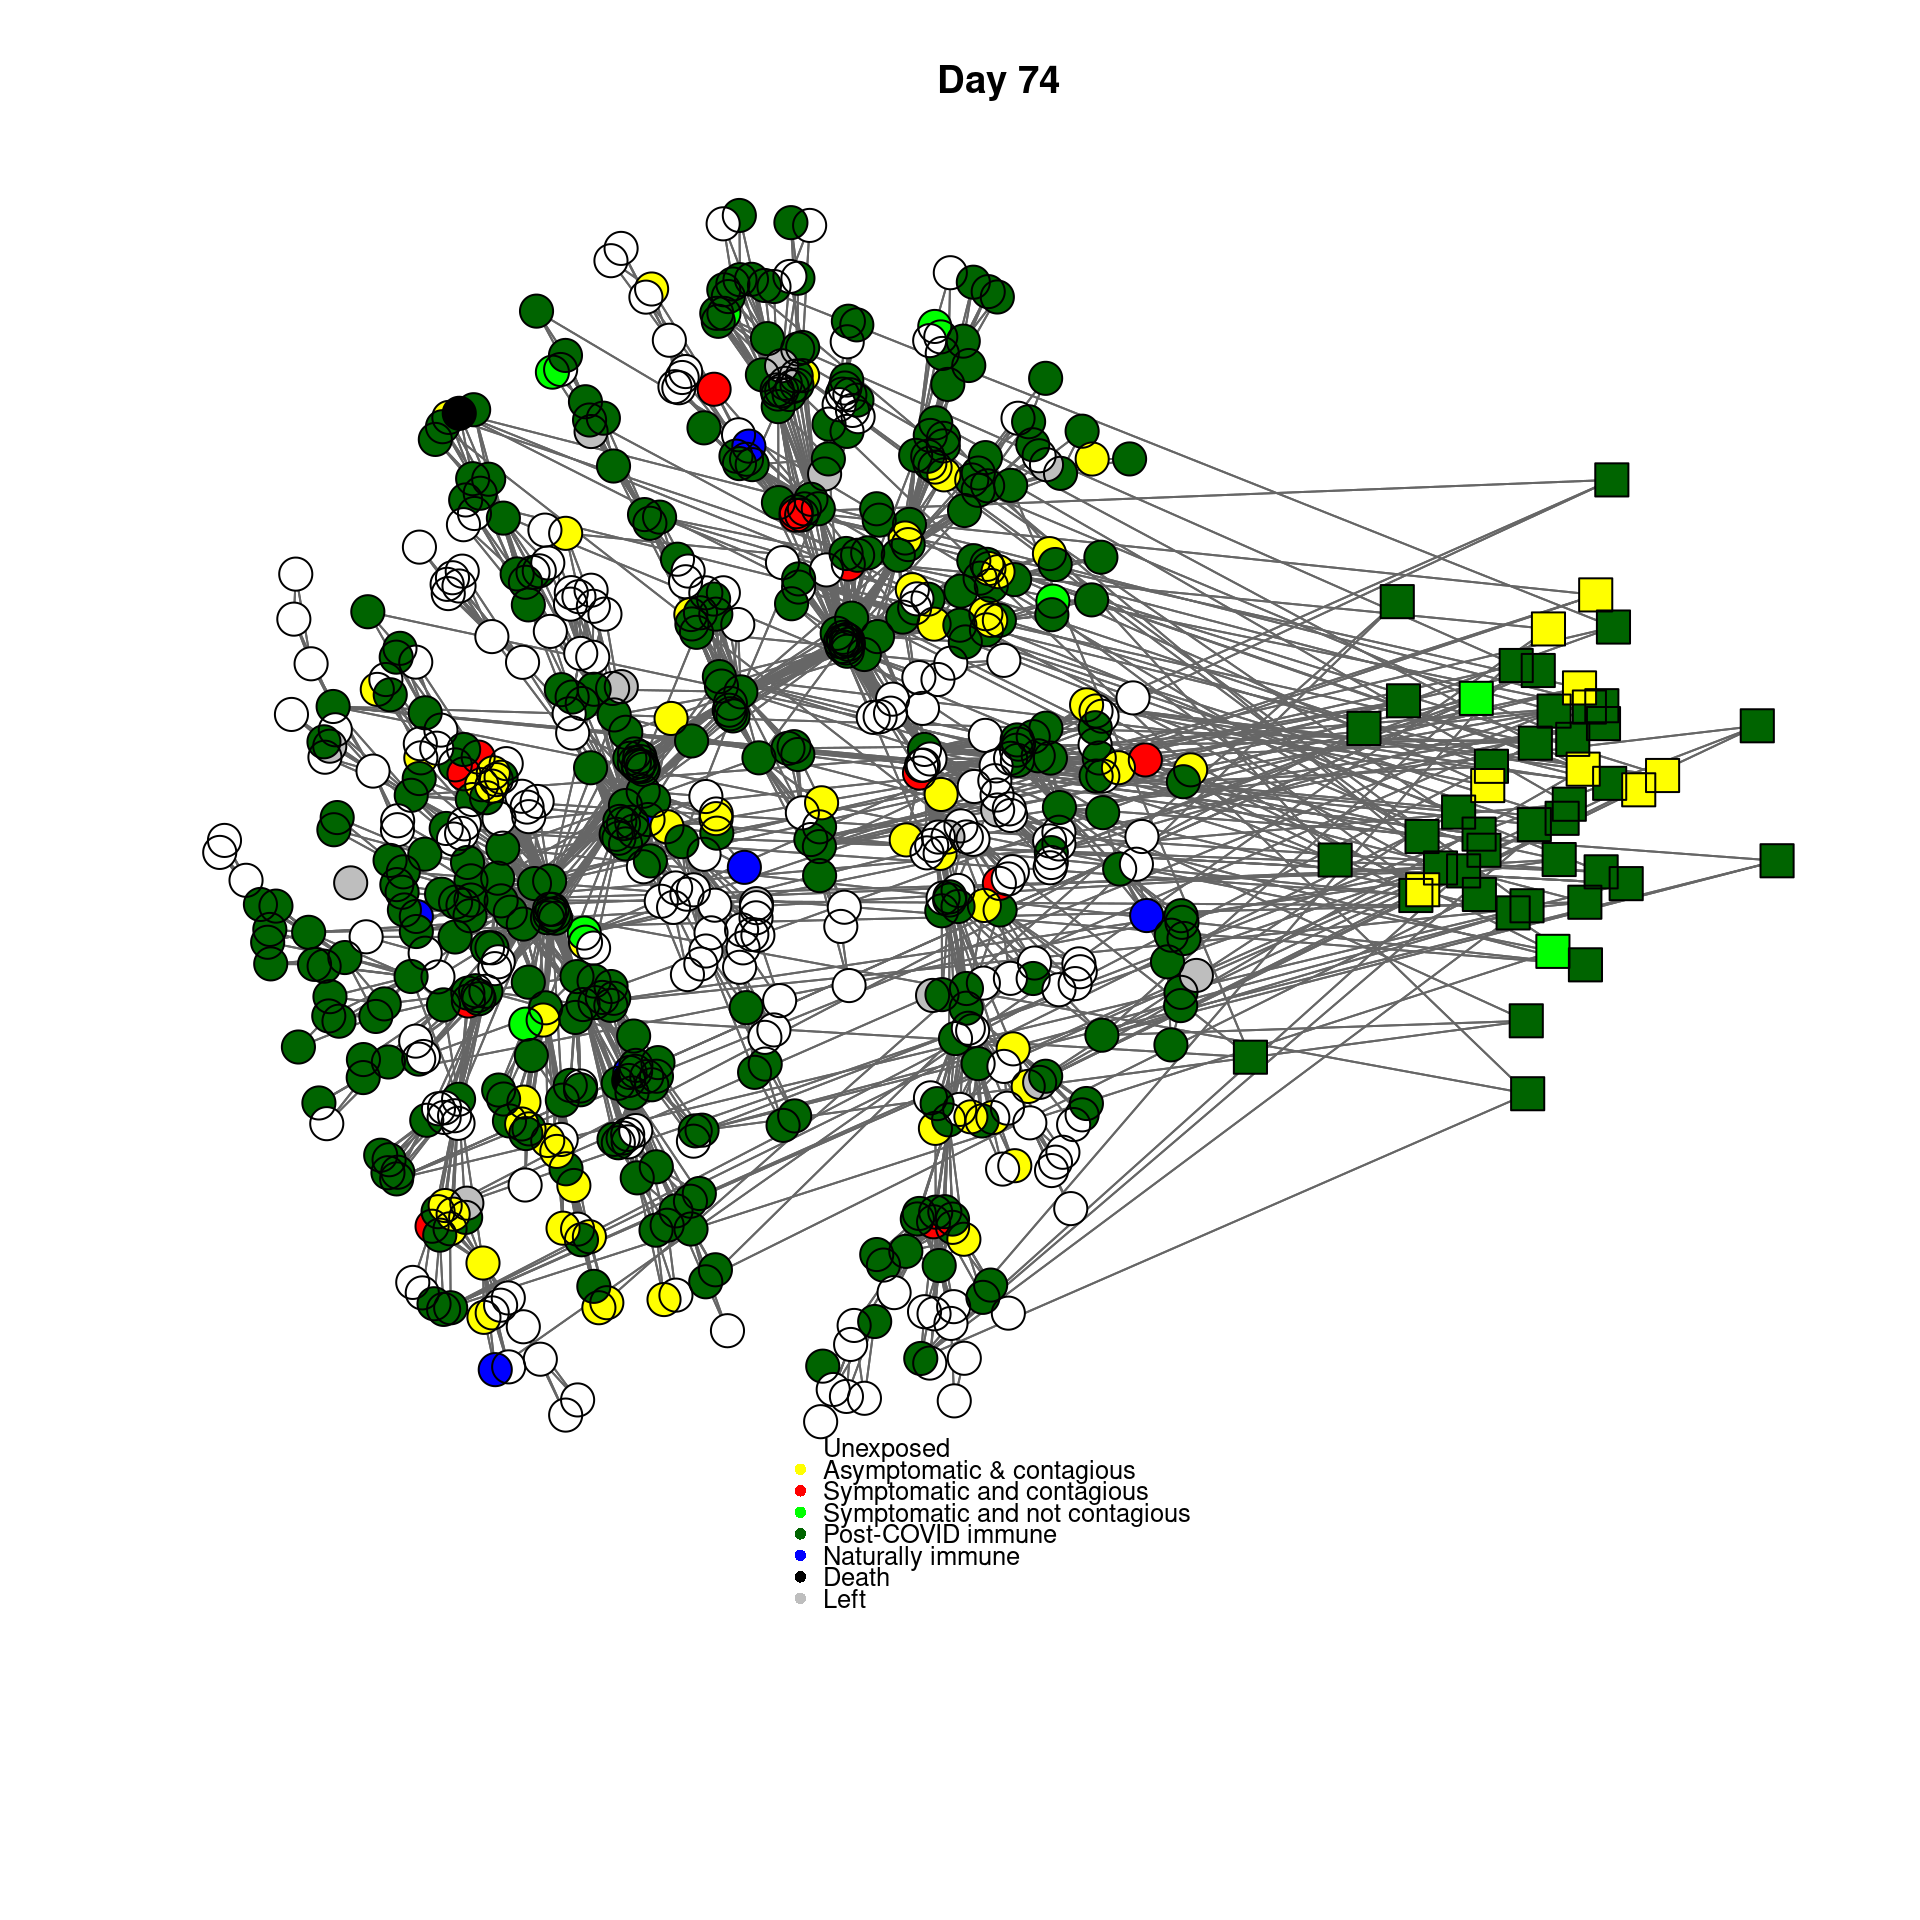 Day 74
Unexposed
Asymptomatic & contagious
Symptomatic and contagious
Symptomatic and not contagious
Post-COVID immune
Naturally immune
Death
Left